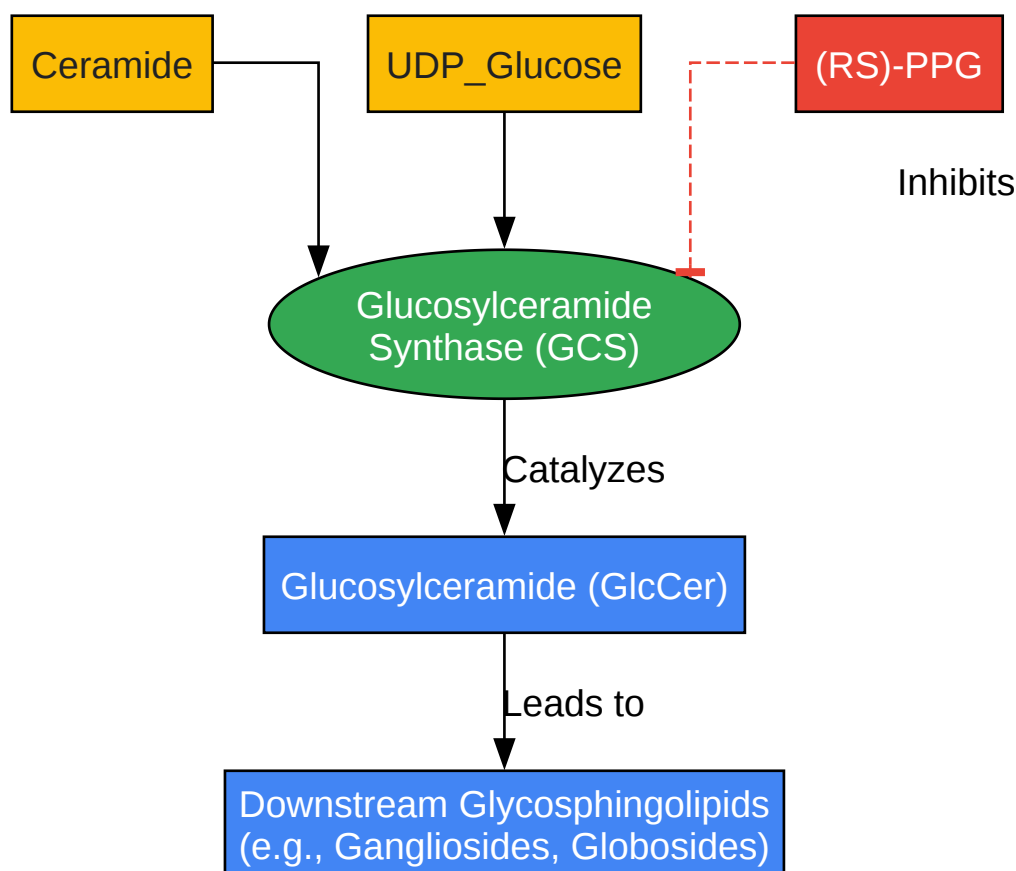 Ceramide
UDP_Glucose
(RS)-PPG
Inhibits
Glucosylceramide
Synthase (GCS)
Catalyzes
Glucosylceramide (GlcCer)
Leads to
Downstream Glycosphingolipids
(e.g., Gangliosides, Globosides)